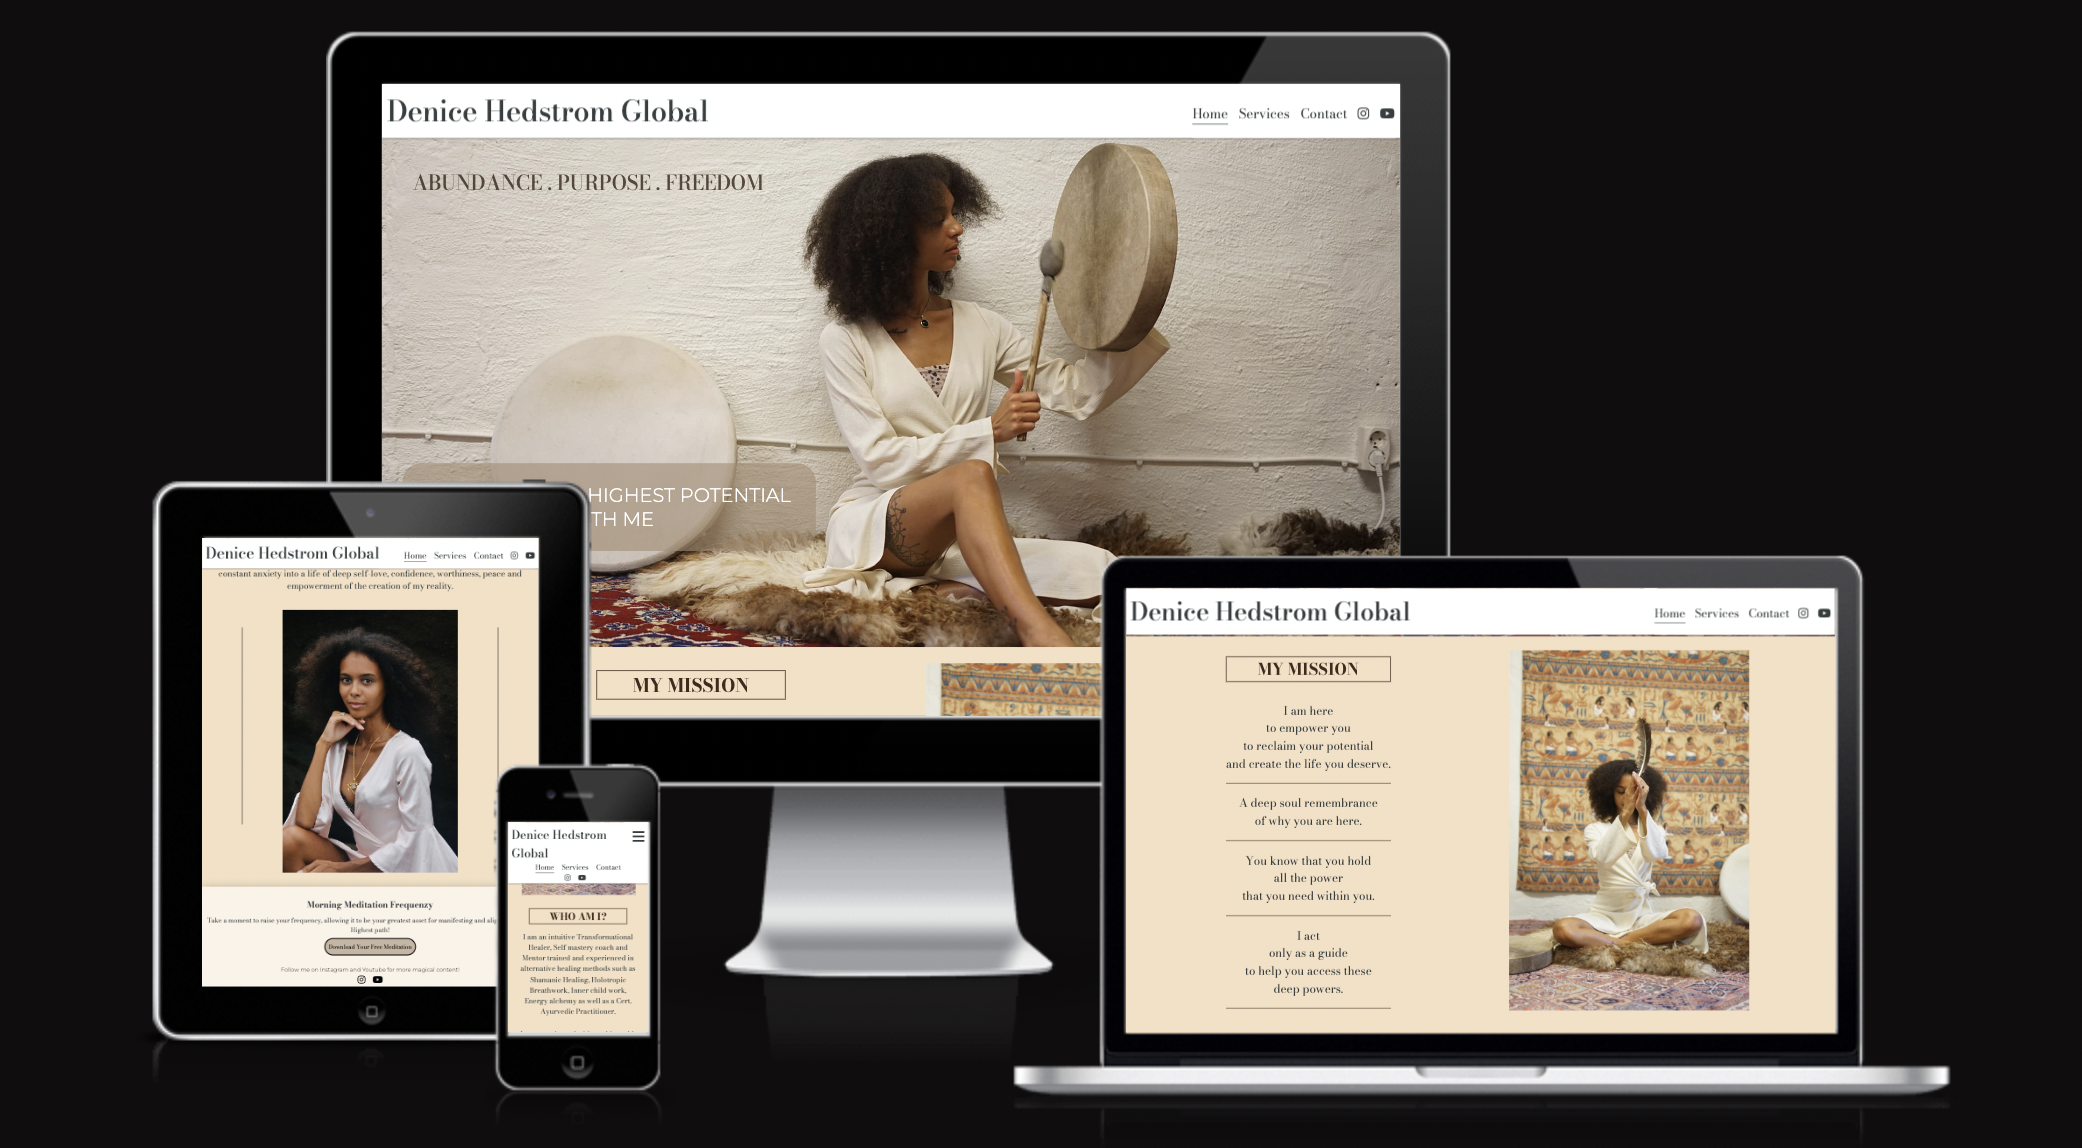 Denice Hedstrom Global
Home Services Contact
ABUNDANCE . PURPOSE . FREEDOM
HIGHEST POTENTIAL
TH ME
MY MISSION
Denice Hedstrom Global
Home Services Contact
constant anxiety into a life of deep self-love, confidence, worthiness, peace and
empowerment of the creation of my reality.
Morning Meditation Frequenzy
Take a moment to raise your frequency, allowing it to be your greatest asset for manifesting and
Highest path!
Download Your Free Meditation
Follow me on Instagram and Youtube for more magical content!
Denice Hedstrom
Global
Home Services Contact
WHO AM I?
I am an intuitive Transformational
Healer, Self mastery coach and
Mentor trained and experienced in
alternative healing methods such as
Shamanic Healing, Holotropic
Breathwork, Inner child work,
Energy alchemy as well as a Cert.
Ayurvedic Practitioner.
Denice Hedstrom Global
Home Services Contact
MY MISSION
I am here
to empower you
to reclaim your potential
and create the life you deserve.
A deep soul remembrance
of why you are here.
You know that you hold
all the power
that you need within you.
I act
only as a guide
to help you access these
deep powers.